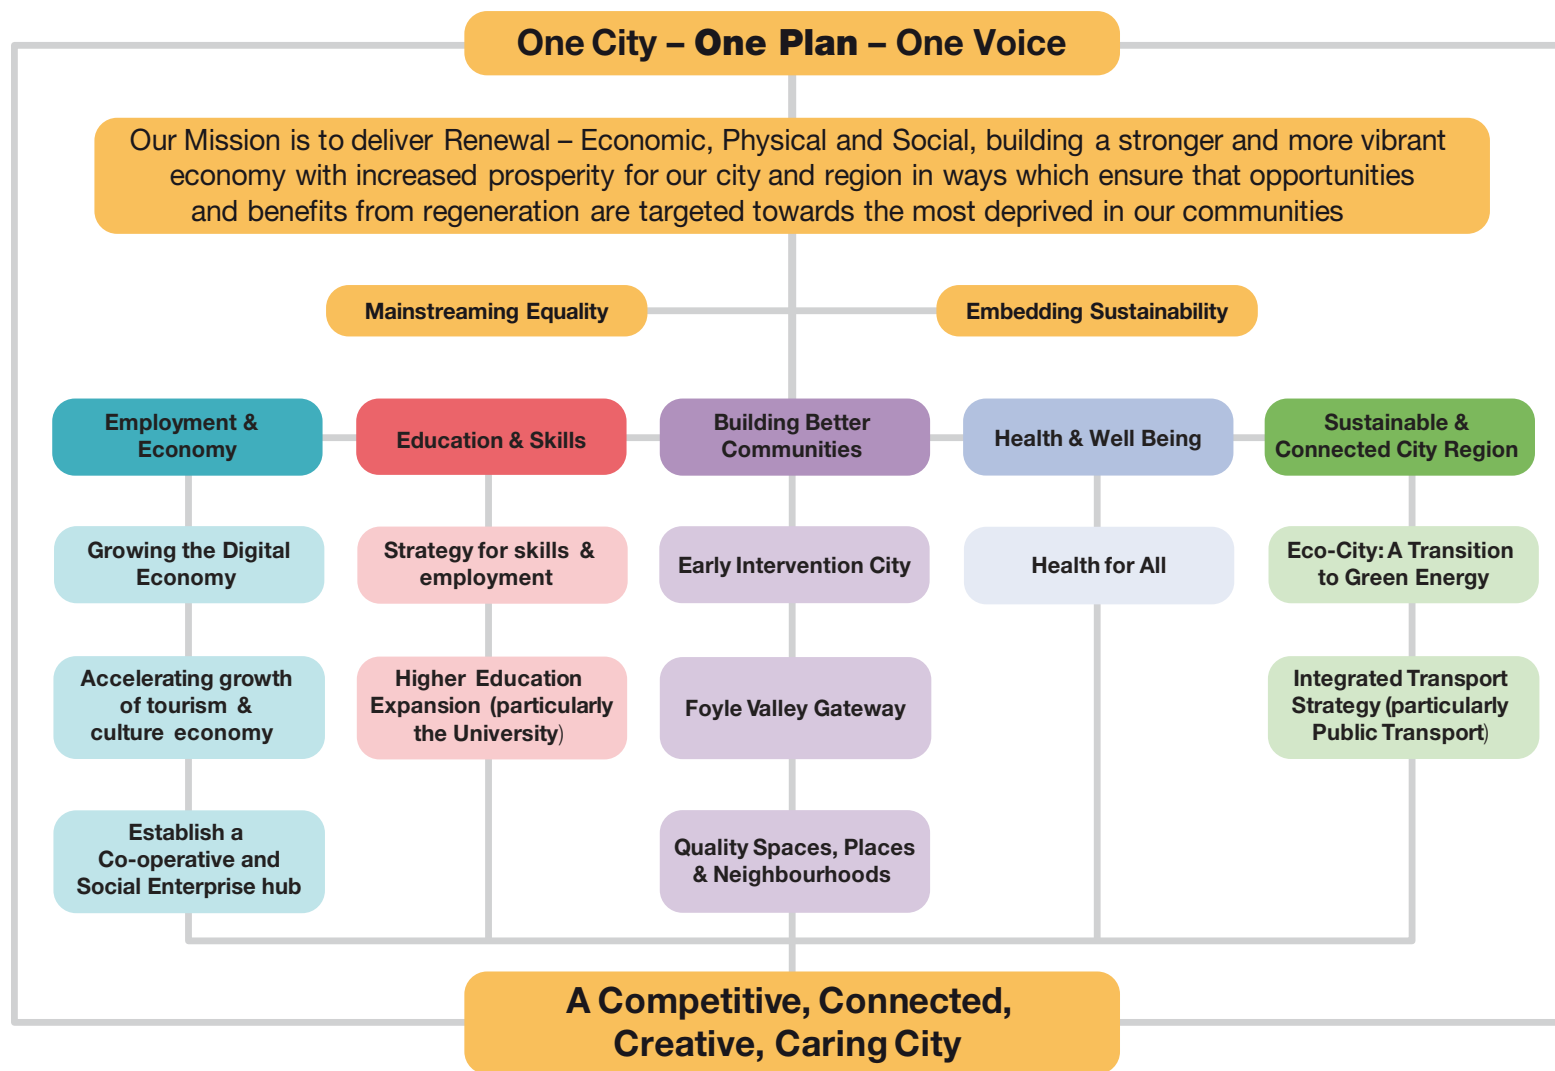 One City – One Plan – One Voice
Our Mission is to deliver Renewal – Economic, Physical and Social, building a stronger and more vibrant
economy with increased prosperity for our city and region in ways which ensure that opportunities
and benefits from regeneration are targeted towards the most deprived in our communities
Mainstreaming Equality
Embedding Sustainability
Employment &
Economy
Education & Skills
Building Better
Communities
Health & Well Being
Sustainable &
Connected City Region
Growing the Digital
Economy
Strategy for skills &
employment
Early Intervention City
Health for All
Eco-City: A Transition
to Green Energy
Accelerating growth
of tourism &
culture economy
Higher Education
Expansion (particularly
the University)
Foyle Valley Gateway
Integrated Transport
Strategy (particularly
Public Transport)
Establish a
Co-operative and
Social Enterprise hub
Quality Spaces, Places
& Neighbourhoods
A Competitive, Connected,
Creative, Caring City